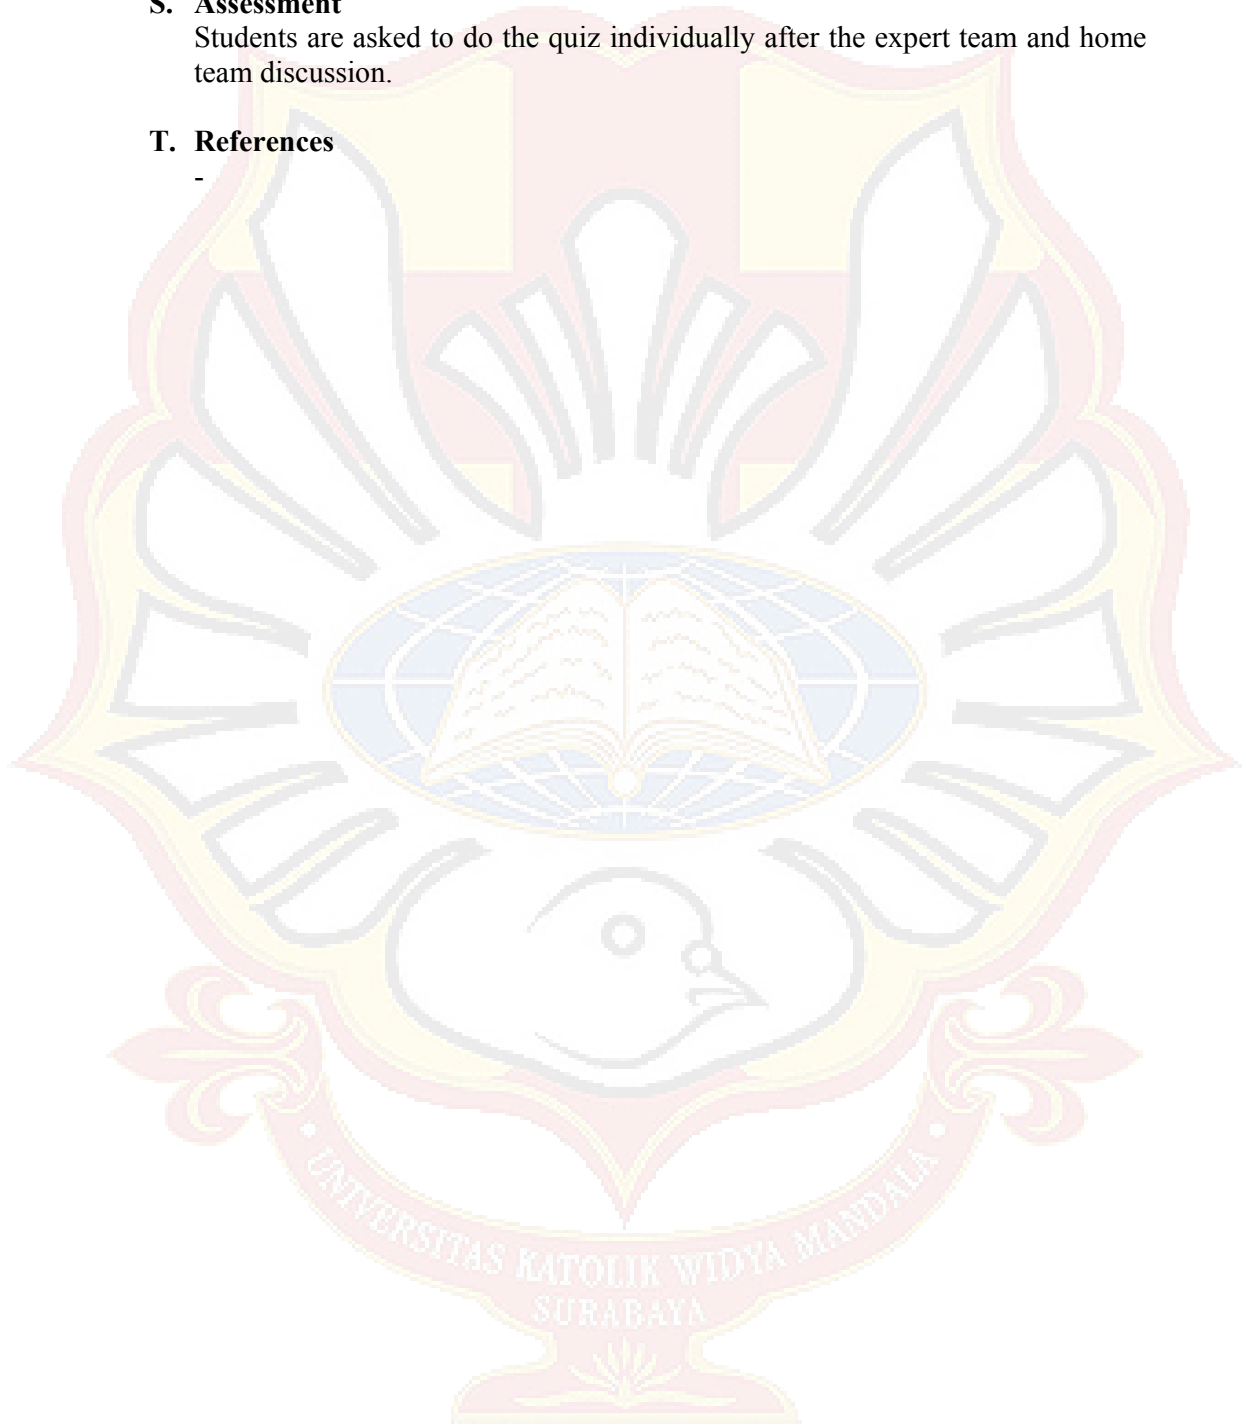 S. Assessment
Students are asked to do the quiz individually after the expert team and home
team discussion.
T. References
-
UNIVERSITAS KATOLIK WIDYA MANDALA
SURABAYA